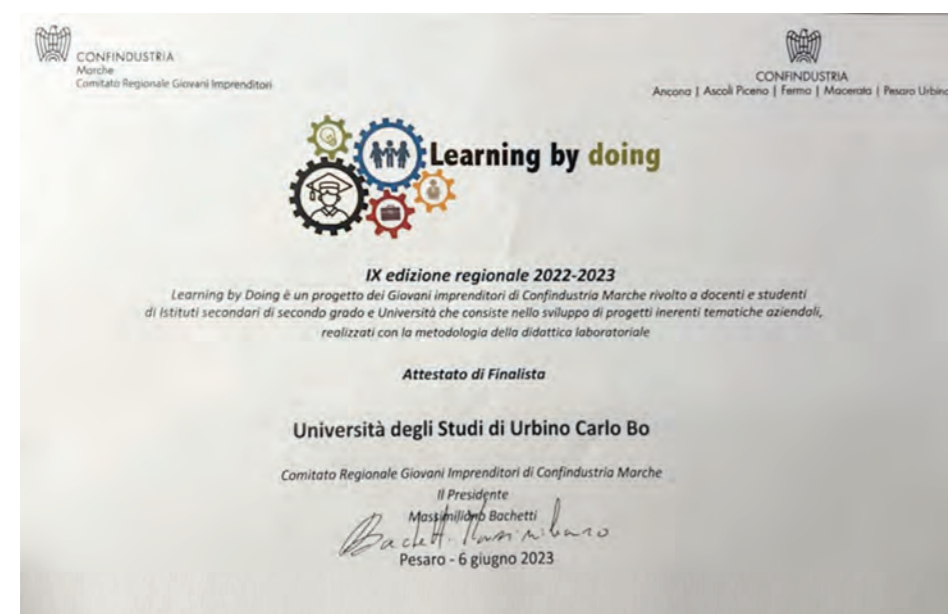 CONFINDUSTRIA
Marche
Comitato Regionale Giovani Imprenditori
CONFINDUSTRIA
Ancona | Ascoli Piceno | Fermo | Macerata | Pesaro Urbino
Learning by doing
IX edizione regionale 2022-2023
Learning by Doing è un progetto dei Giovani imprenditori di Confindustria Marche rivolto a docenti e studenti
di Istituti secondari di secondo grado e Università che consiste nello sviluppo di progetti inerenti tematiche aziendali,
realizzati con la metodologia della didattica laboratoriale
Attestato di Finalista
Università degli Studi di Urbino Carlo Bo
Comitato Regionale Giovani Imprenditori di Confindustria Marche
Il Presidente
Massimiliano Bachetti
Bachetti Massimiliano
Pesaro - 6 giugno 2023